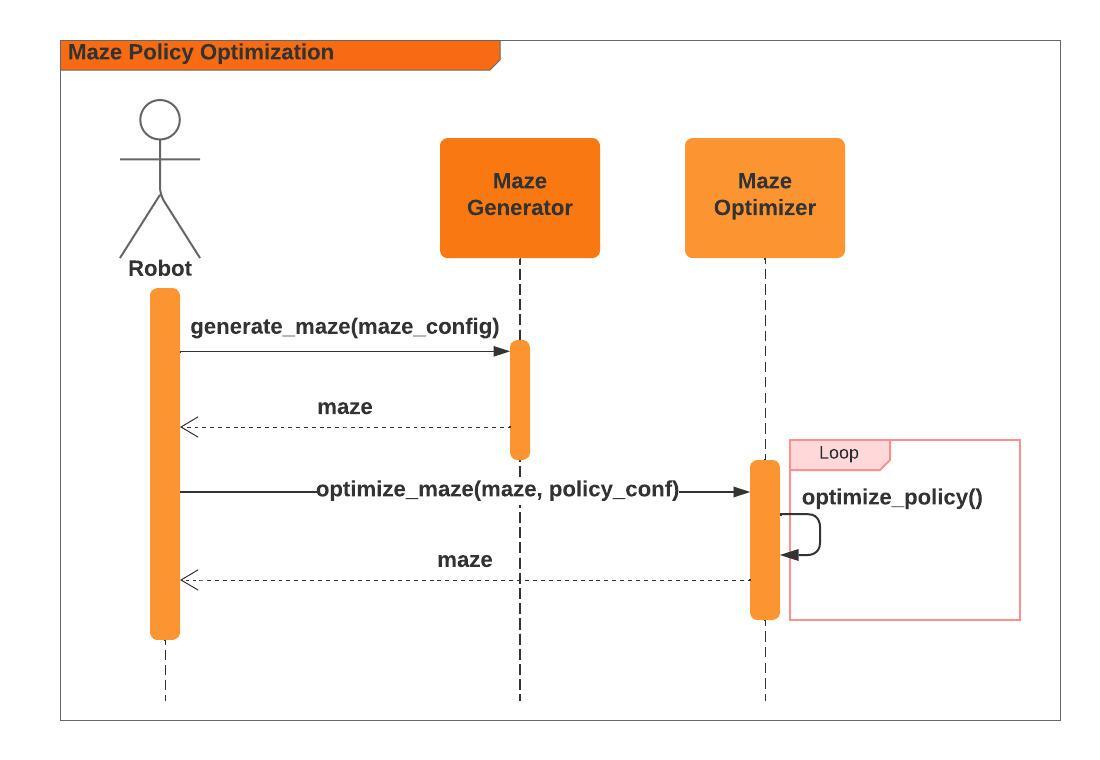 Maze Policy Optimization
Maze
Generator
Maze
Optimizer
Robot
generate_maze(maze_config)
maze
Loop
optimize_maze(maze, policy_conf)
optimize_policy()
maze